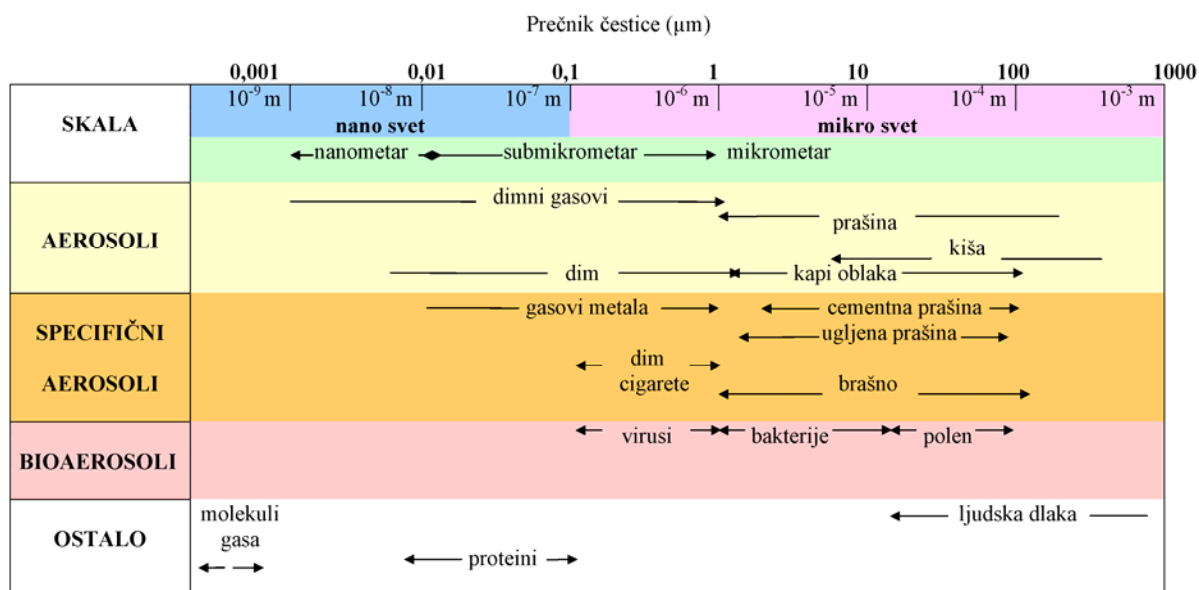 Prečnik čestice (µm)
0,001 0,01 0,1 1 10 100 1000
SKALA
10⁻⁹ m 10⁻⁸ m 10⁻⁷ m 10⁻⁶ m 10⁻⁵ m 10⁻⁴ m 10⁻³ m
nano svet mikro svet
nanometar submikrometar mikrometar
AEROSOLI
dimni gasovi
prašina
kiša
dim kapi oblaka
SPECIFIČNI
AEROSOLI
gasovi metala cementna prašina
ugljena prašina
dim
cigarete brašno
BIOAEROSOLI
virusi bakterije polen
OSTALO
molekuli
gasa
ljudska dlaka
proteini